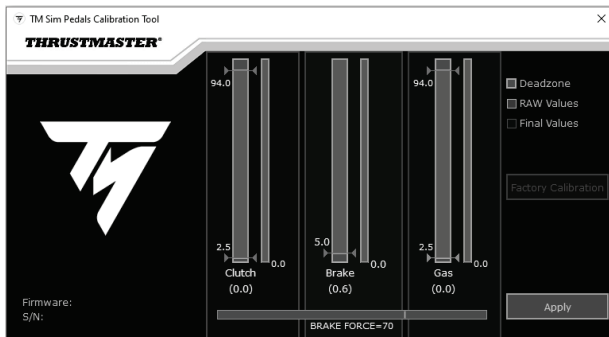 TM Sim Pedals Calibration Tool
THRUSTMASTER®
94.0
94.0
Deadzone
RAW Values
Final Values
Factory Calibration
2.5
5.0
2.5
0.0
0.0
0.0
Clutch
Brake
Gas
(0.0)
(0.6)
(0.0)
Firmware:
S/N:
Apply
BRAKE FORCE=70